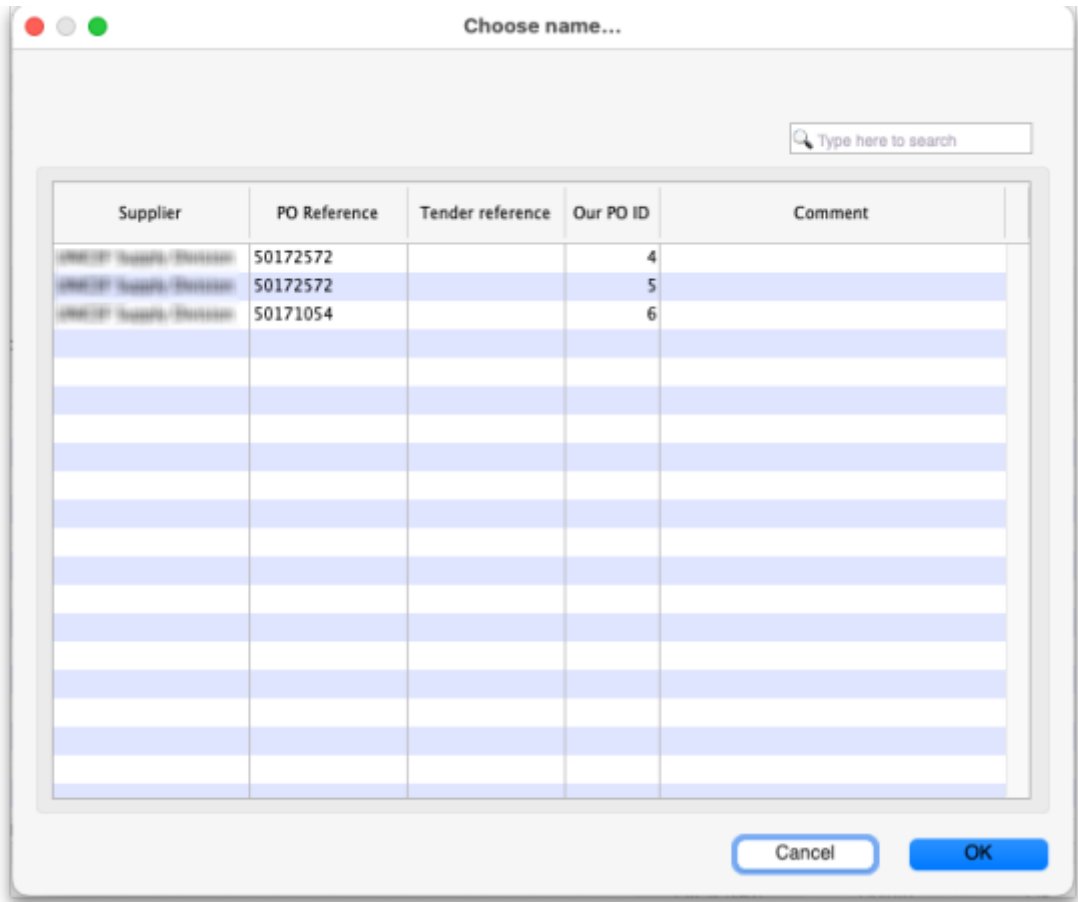 Choose name...
Type here to search
Supplier PO Reference Tender reference Our PO ID Comment
50172572 4
50172572 5
50171054 6
Cancel OK